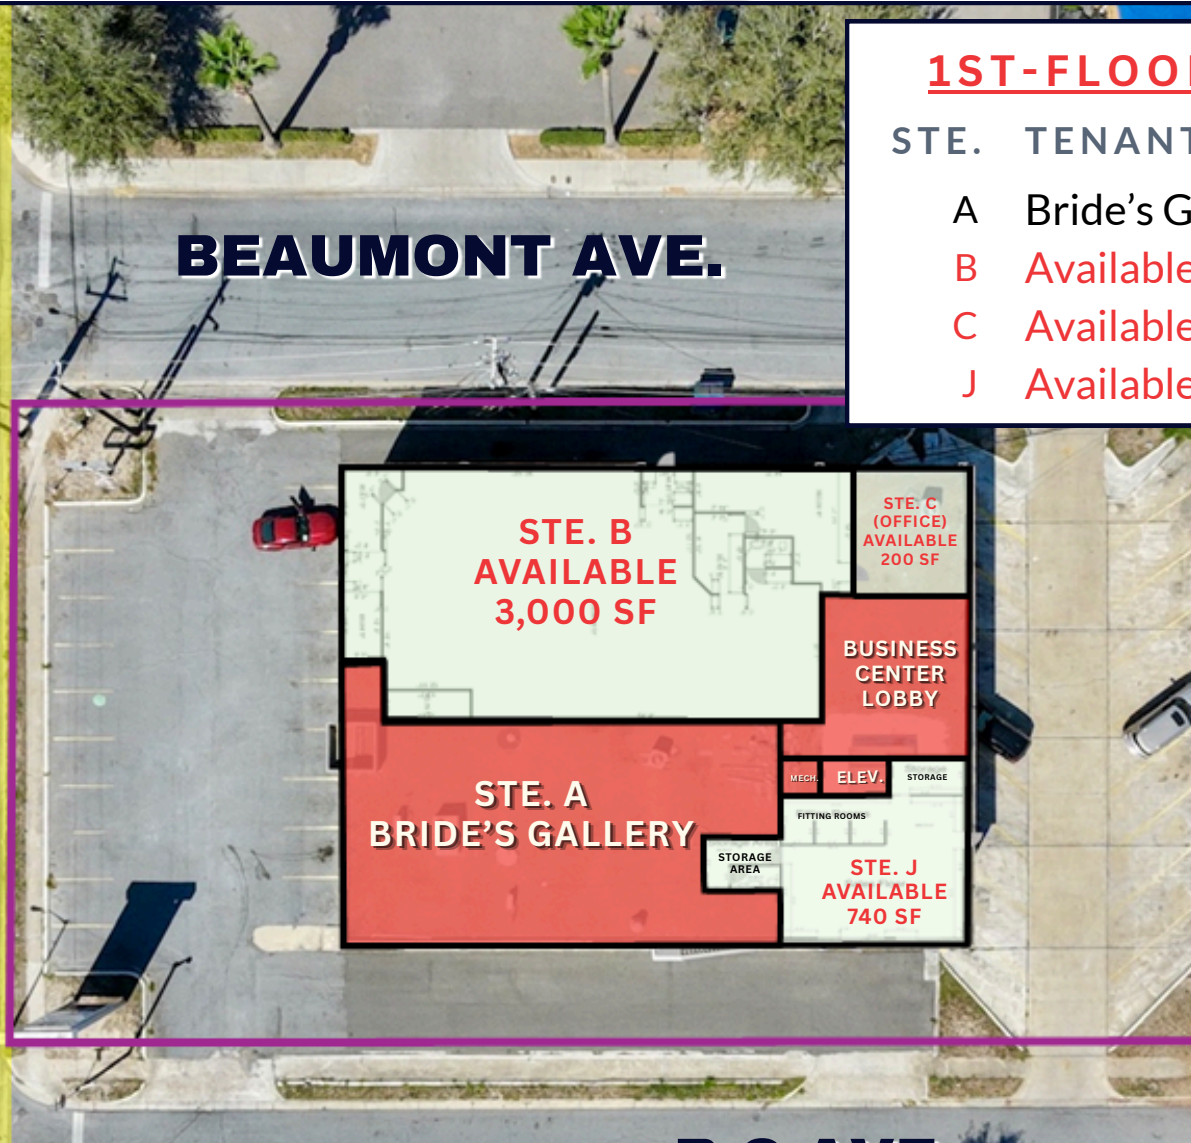 1ST-FLOO
STE. TENANT
A Bride’s G
B Available
C Available
J Available
BEAUMONT AVE.
STE. B
AVAILABLE
3,000 SF
STE. C
(OFFICE)
AVAILABLE
200 SF
BUSINESS
CENTER
LOBBY
MECH.
ELEV.
STORAGE
FITTING ROOMS
STE. A
BRIDE’S GALLERY
STORAGE
AREA
STE. J
AVAILABLE
740 SF